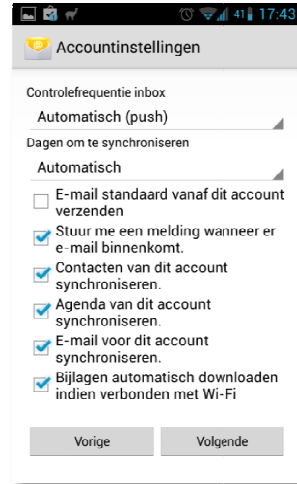 41 17:43
Accountinstellingen
Controlefrequentie inbox
Automatisch (push)
Dagen om te synchroniseren
Automatisch
E-mail standaard vanaf dit account
verzenden
Stuur me een melding wanneer er
e-mail binnenkomt.
Contacten van dit account
synchroniseren.
Agenda van dit account
synchroniseren.
E-mail voor dit account
synchroniseren.
Bijlagen automatisch downloaden
indien verbonden met Wi-Fi
Vorige
Volgende